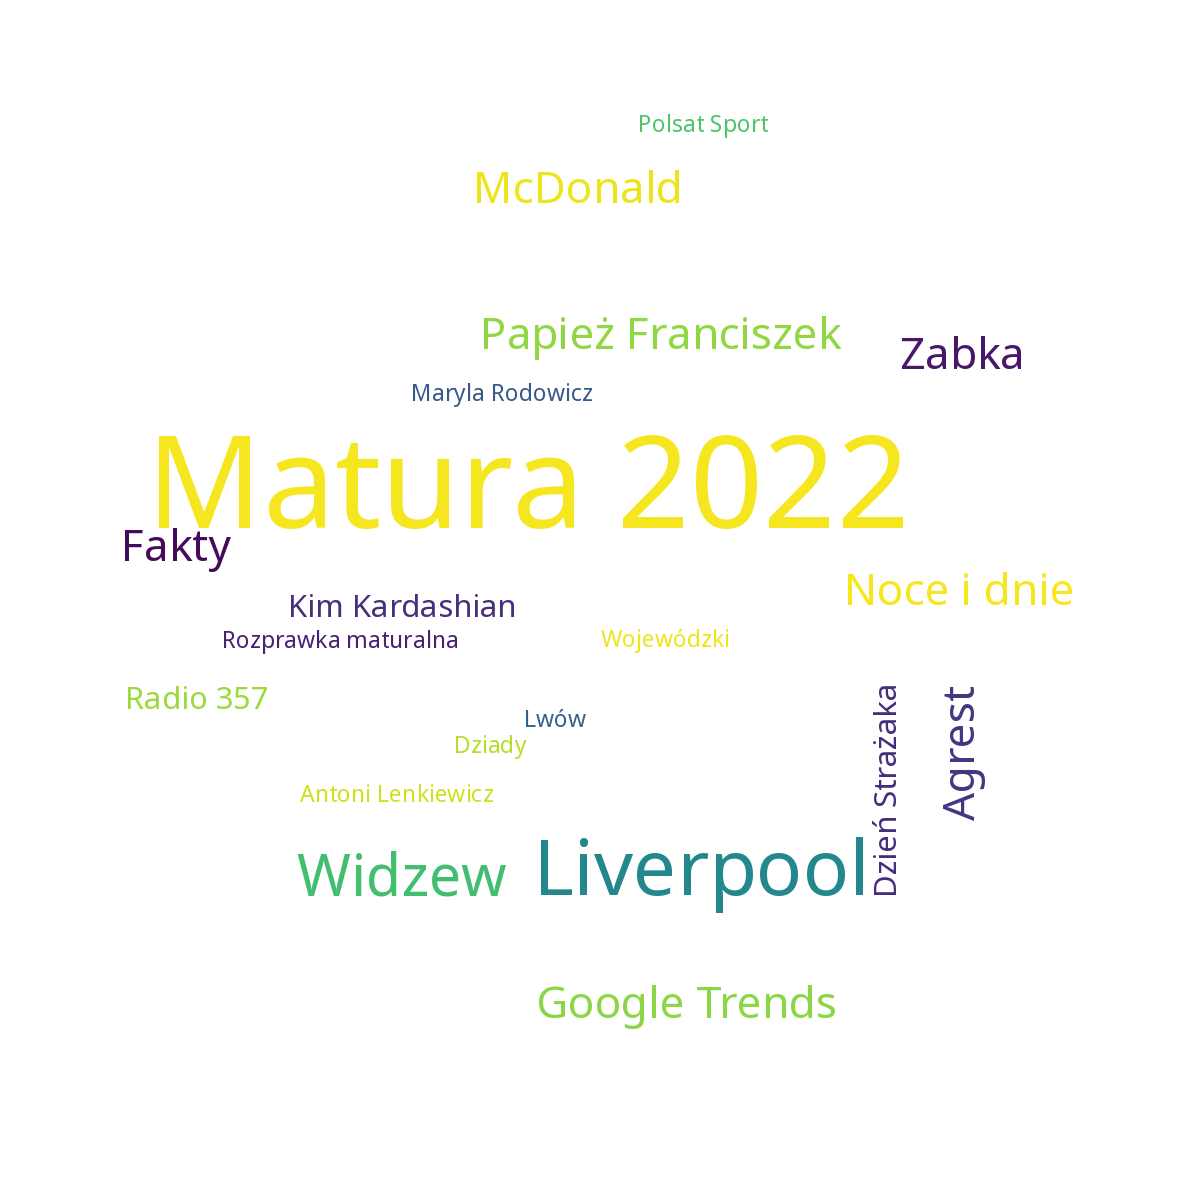 Polsat Sport
McDonald
Papież Franciszek
Zabka
Maryla Rodowicz
Matura 2022
Fakty
Noce i dnie
Kim Kardashian
Rozprawka maturalna
Wojewódzki
Radio 357
Lwów
Dziady
Dzień Strażaka
Agrest
Antoni Lenkiewicz
Widzew
Liverpool
Google Trends